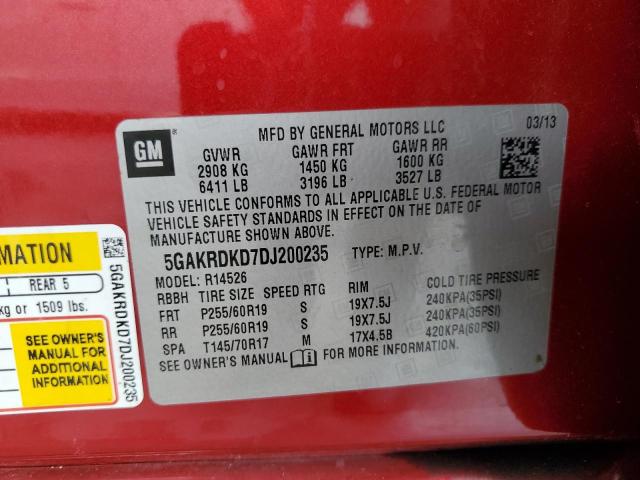 GM
MFD BY GENERAL MOTORS LLC 03/13
GVWR GAWR FRT GAWR RR
2908 KG 1450 KG 1600 KG
6411 LB 3196 LB 3527 LB
THIS VEHICLE CONFORMS TO ALL APPLICABLE U.S. FEDERAL MOTOR
VEHICLE SAFETY STANDARDS IN EFFECT ON THE DATE OF
MANUFACTURE SHOWN ABOVE.
5GAKRDKD7DJ200235 TYPE: M.P.V.
MODEL: R14526
RBBH TIRE SIZE SPEED RTG RIM COLD TIRE PRESSURE
FRT P255/60R19 S 19X7.5J 240KPA(35PSI)
RR P255/60R19 S 19X7.5J 240KPA(35PSI)
SPA T145/70R17 M 17X4.5B 420KPA(60PSI)
SEE OWNER'S MANUAL FOR MORE INFORMATION.
MATION
REAR 5
kg or 1509 lbs.
SEE OWNER'S
MANUAL FOR
ADDITIONAL
INFORMATION
5GAKRDKD7DJ200235